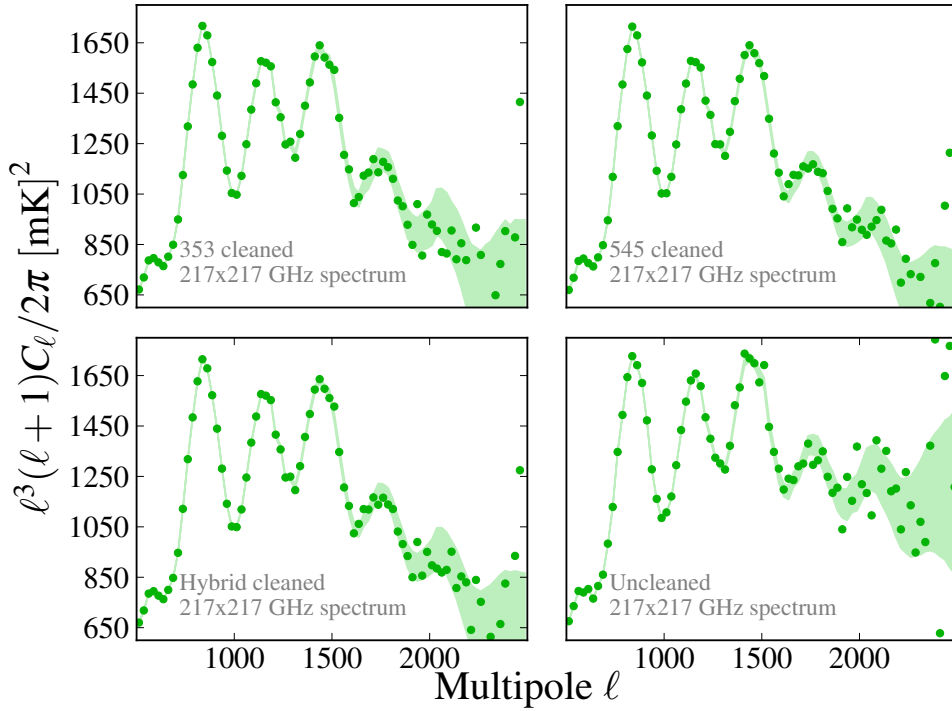 1650
1450
1250
1050
850
650
353 cleaned
217x217 GHz spectrum
545 cleaned
217x217 GHz spectrum
ℓ³(ℓ+1)C_ℓ/2π [mK]²
1650
1450
1250
1050
850
650
Hybrid cleaned
217x217 GHz spectrum
Uncleaned
217x217 GHz spectrum
1000 1500 2000 1000 1500 2000
Multipole ℓ